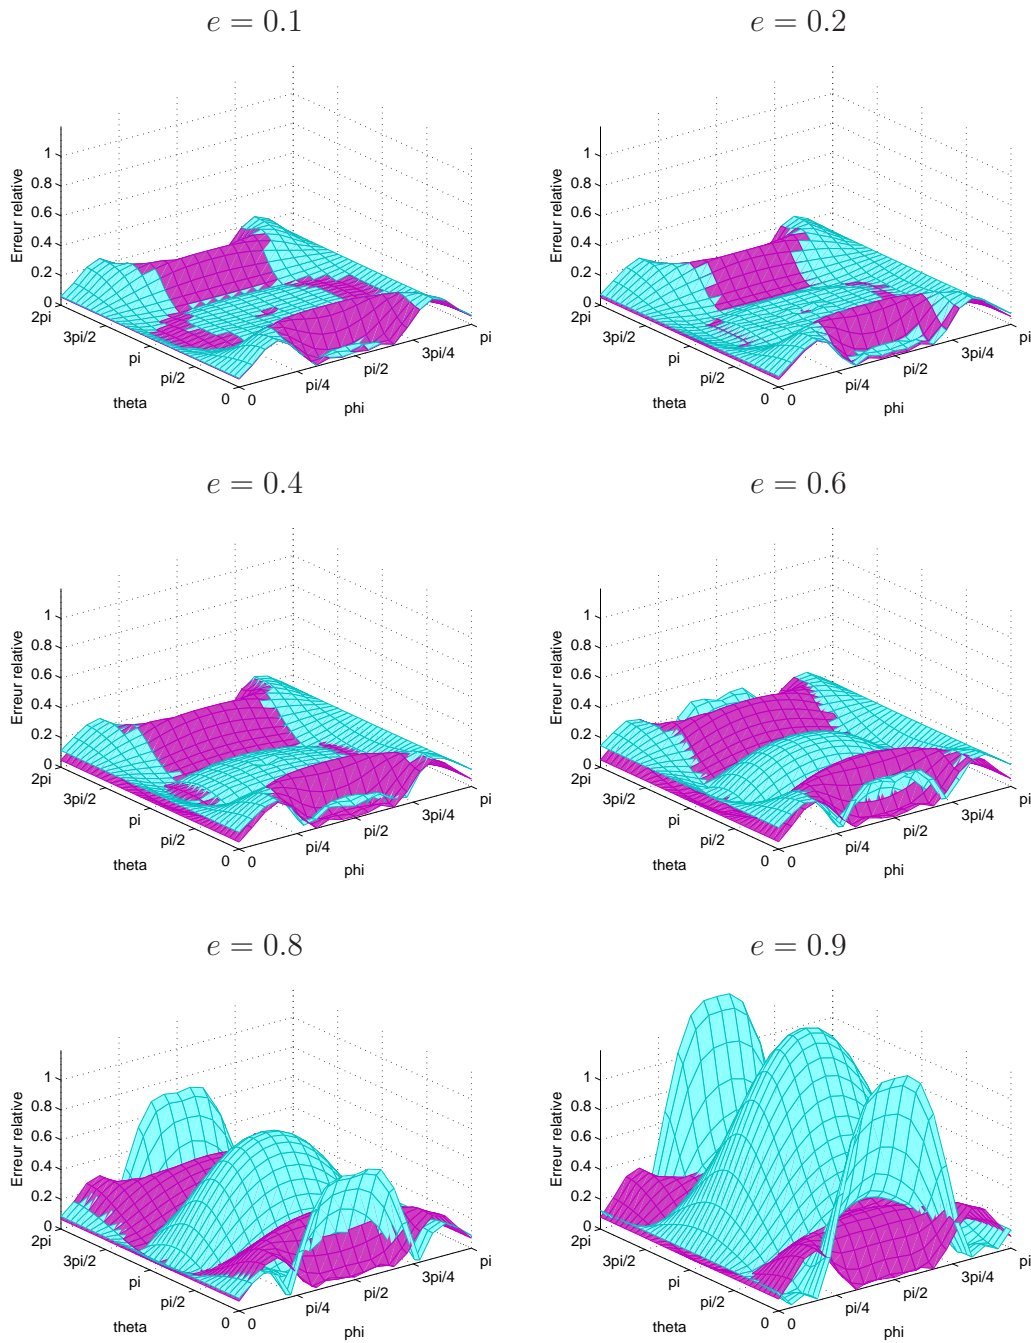 e = 0.1
Erreur relative
1
0.8
0.6
0.4
0.2
0
2pi
3pi/2
pi
pi/2
0
theta
0
pi/4
pi/2
3pi/4
pi
phi
e = 0.2
Erreur relative
1
0.8
0.6
0.4
0.2
0
2pi
3pi/2
pi
pi/2
0
theta
0
pi/4
pi/2
3pi/4
pi
phi
e = 0.4
Erreur relative
1
0.8
0.6
0.4
0.2
0
2pi
3pi/2
pi
pi/2
0
theta
0
pi/4
pi/2
3pi/4
pi
phi
e = 0.6
Erreur relative
1
0.8
0.6
0.4
0.2
0
2pi
3pi/2
pi
pi/2
0
theta
0
pi/4
pi/2
3pi/4
pi
phi
e = 0.8
Erreur relative
1
0.8
0.6
0.4
0.2
0
2pi
3pi/2
pi
pi/2
0
theta
0
pi/4
pi/2
3pi/4
pi
phi
e = 0.9
Erreur relative
1
0.8
0.6
0.4
0.2
0
2pi
3pi/2
pi
pi/2
0
theta
0
pi/4
pi/2
3pi/4
pi
phi